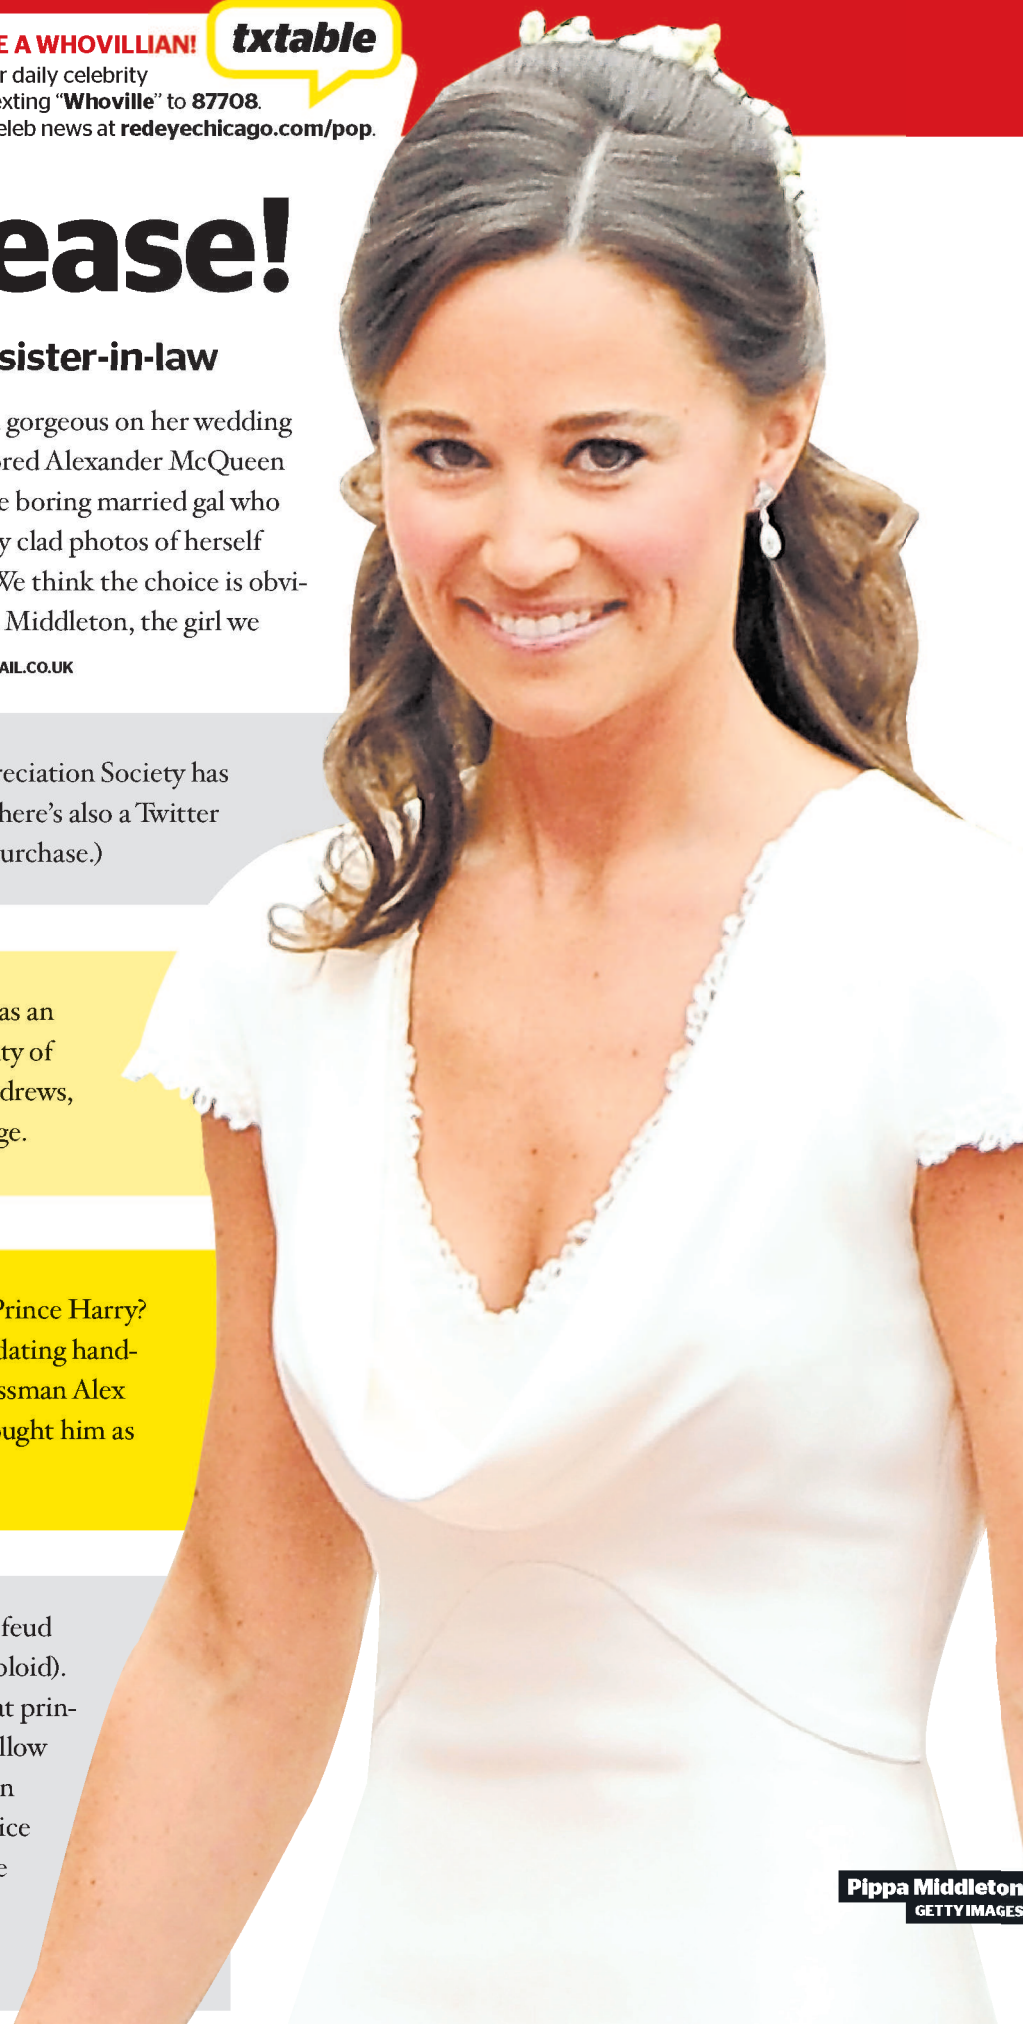 E A WHOVILLIAN!
txtable
r daily celebrity
exting “Whoville” to 87708.
eleb news at redeyechicago.com/pop.
ease!
sister-in-law
gorgeous on her wedding
ored Alexander McQueen
e boring married gal who
y clad photos of herself
We think the choice is obvi-
Middleton, the girl we
AIL.CO.UK
reciation Society has
here’s also a Twitter
urchase.)
as an
ty of
drews,
ge.
Prince Harry?
dating hand-
ssman Alex
ought him as
feud
bloid).
at prin-
llow
n
ice
e
Pippa Middleton
GETTY IMAGES